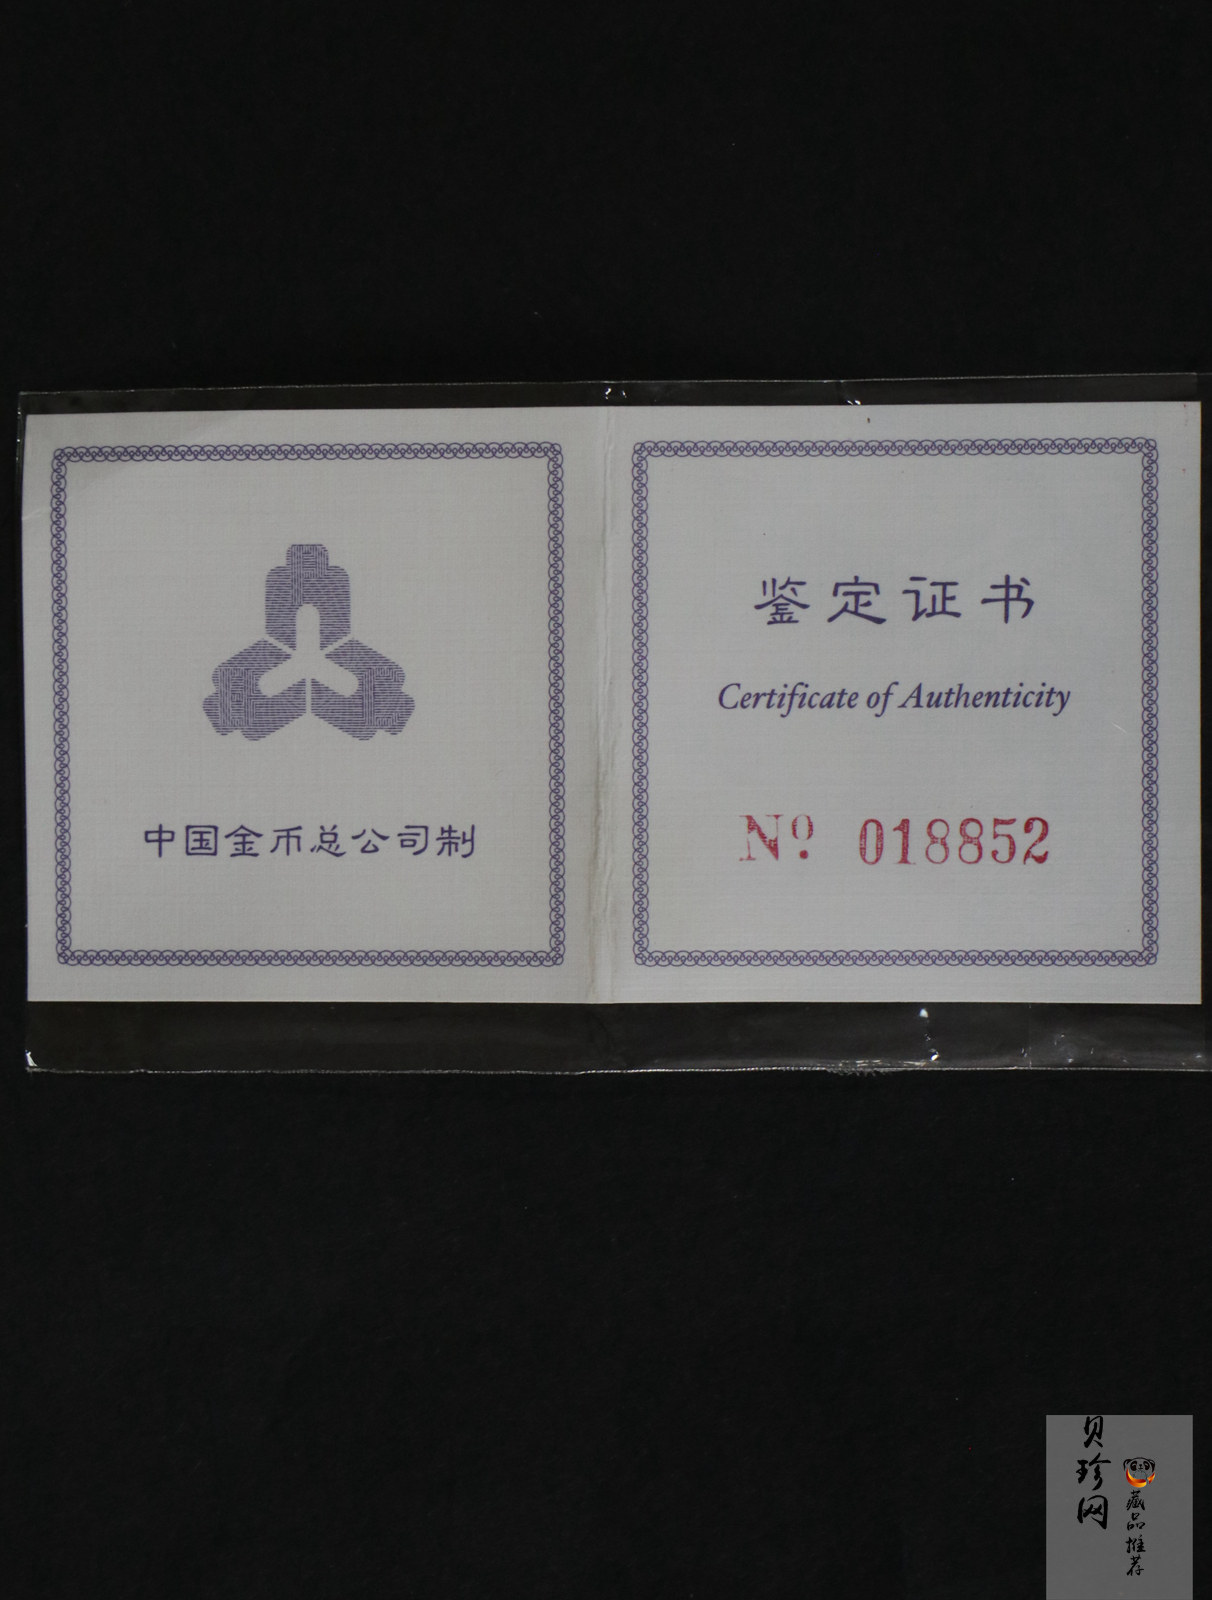 中国金币总公司制
鉴定证书
Certificate of Authenticity
Nº 018852
贝珍网
藏品推荐